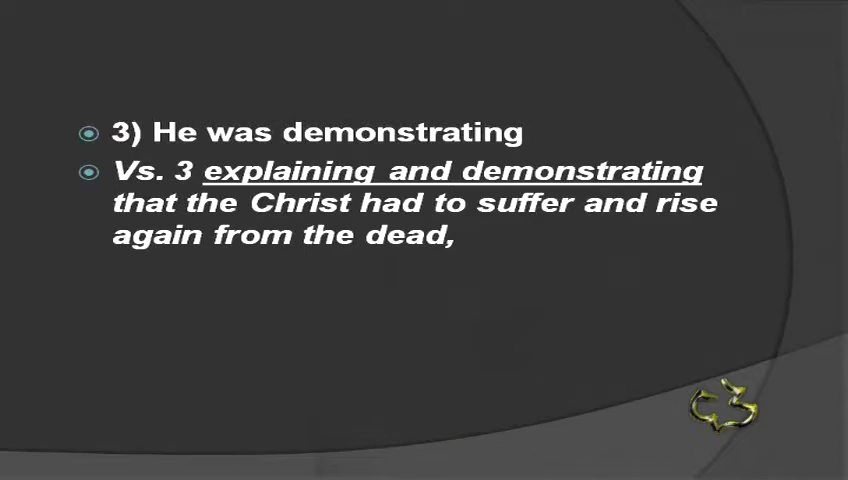 3) He was demonstrating
Vs. 3 explaining and demonstrating
that the Christ had to suffer and rise
again from the dead,